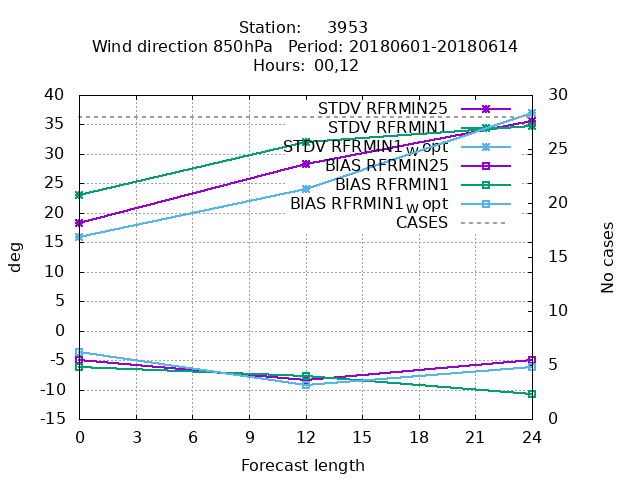 Station: 3953
Wind direction 850hPa Period: 20180601-20180614
Hours: 00,12
40
35
30
25
20
15
10
5
0
-5
-10
-15
deg
STDV RFRMIN25
STDV RFRMIN1
STDV RFRMIN1w opt
BIAS RFRMIN25
BIAS RFRMIN1
BIAS RFRMIN1w opt
CASES
30
25
20
15
10
5
0
No cases
0 3 6 9 12 15 18 21 24
Forecast length